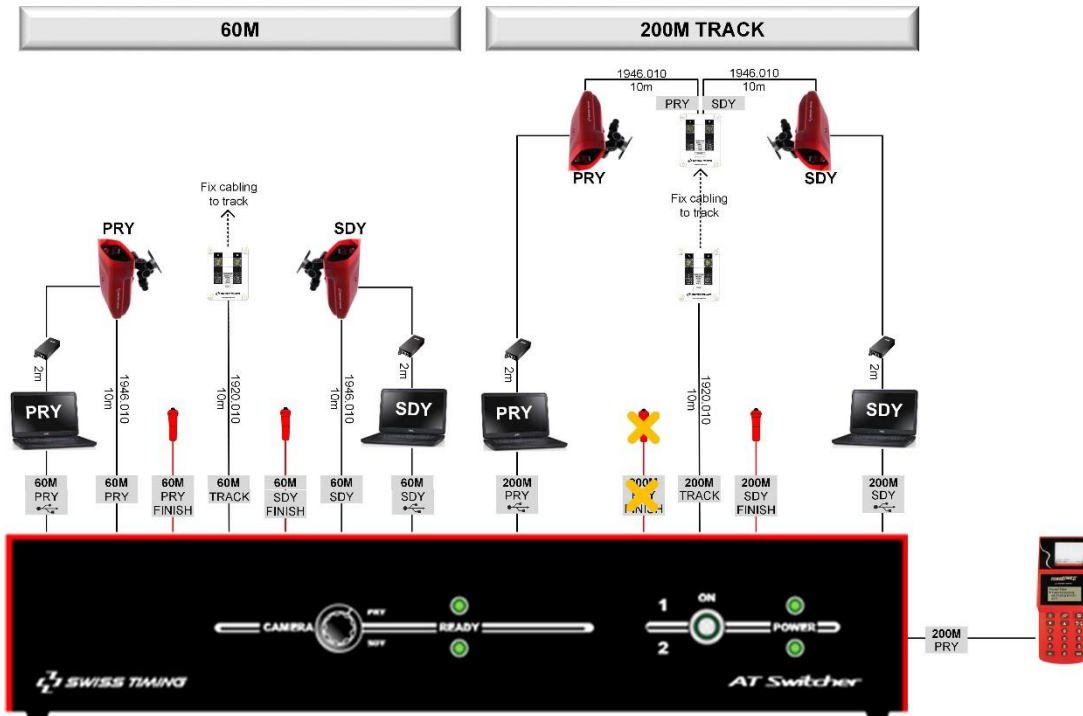 60M
200M TRACK
1946.010
10m
1946.010
10m
PRY
SDY
PRY
SDY
Fix cabling
to track
Fix cabling
to track
PRY
SDY
2m
2m
2m
2m
1946.010
10m
1920.010
10m
1946.010
10m
1920.010
10m
PRY
SDY
PRY
SDY
60M
PRY
60M
PRY
60M
PRY
FINISH
60M
TRACK
60M
SDY
FINISH
60M
SDY
60M
SDY
200M
PRY
200M
FINISH
200M
TRACK
200M
SDY
FINISH
200M
SDY
CAMERA
PRY
SDY
READY
1
2
ON
POWER
SWISS TIMING
AT Switcher
200M
PRY